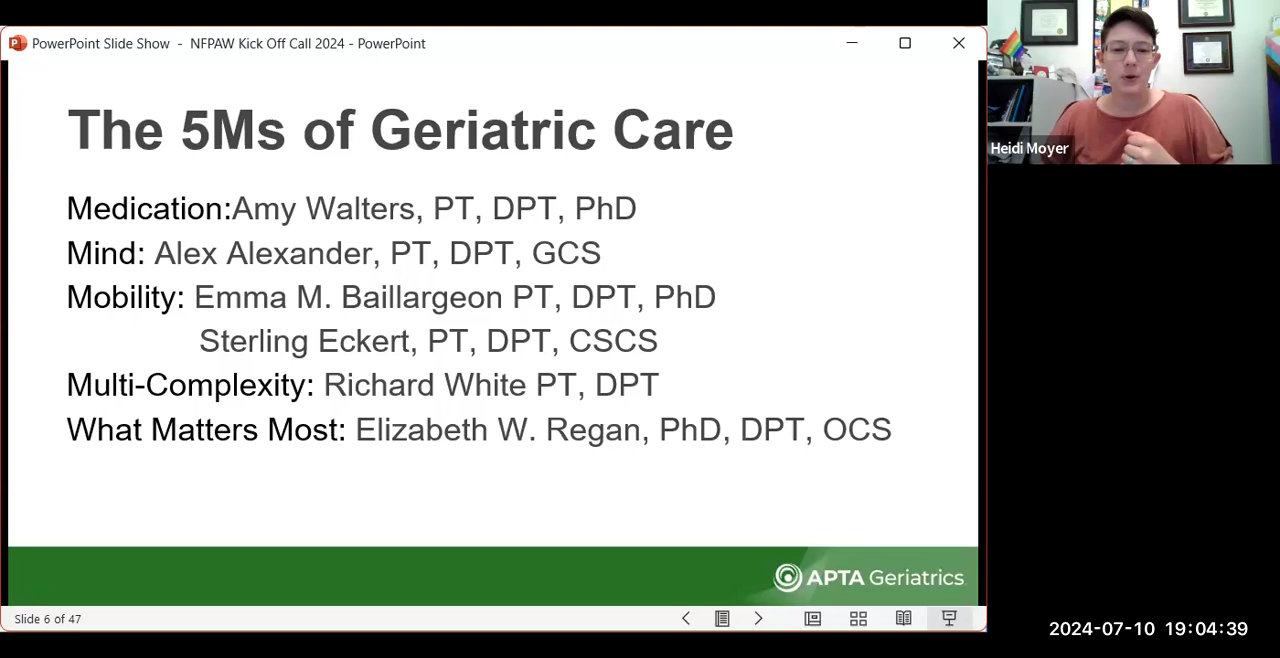 PowerPoint Slide Show - NFPAW Kick Off Call 2024 - PowerPoint
The 5Ms of Geriatric Care
Medication:Amy Walters, PT, DPT, PhD
Mind: Alex Alexander, PT, DPT, GCS
Mobility: Emma M. Baillargeon PT, DPT, PhD
Sterling Eckert, PT, DPT, CSCS
Multi-Complexity: Richard White PT, DPT
What Matters Most: Elizabeth W. Regan, PhD, DPT, OCS
APTA Geriatrics
Slide 6 of 47
Heidi Moyer
2024-07-10 19:04:39